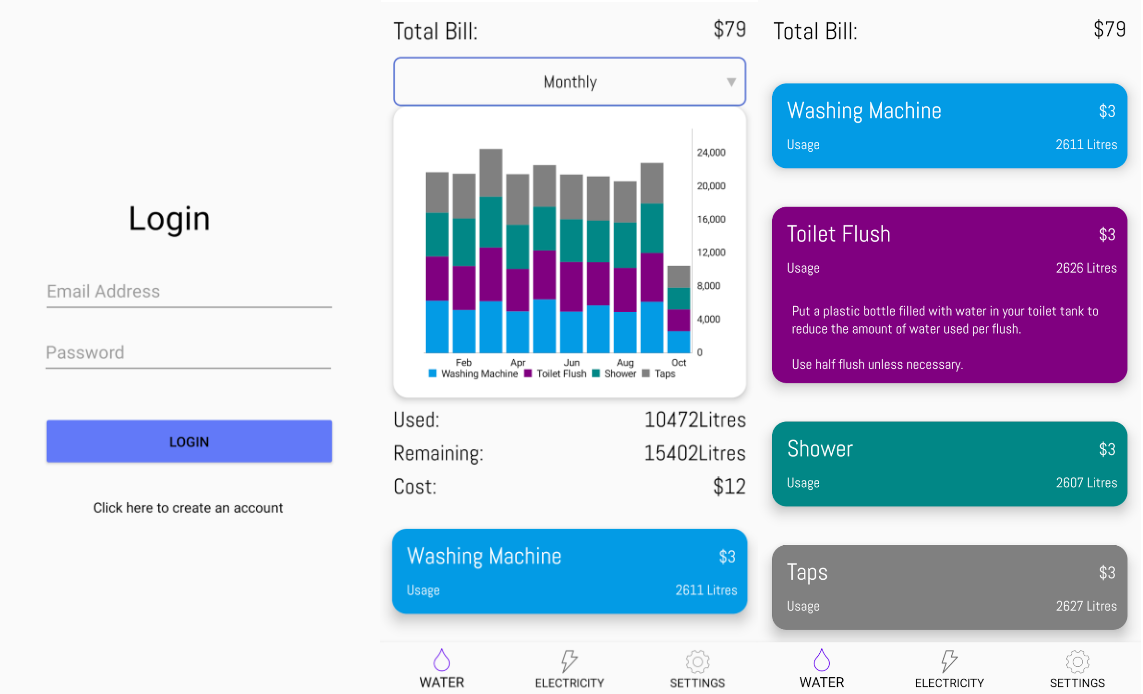 Login
Email Address
Password
LOGIN
Click here to create an account
Total Bill: $79
Monthly
24,000
20,000
16,000
12,000
8,000
4,000
0
Feb Apr Jun Aug Oct
Washing Machine Toilet Flush Shower Taps
Used: 10472Litres
Remaining: 15402Litres
Cost: $12
Washing Machine $3
Usage 2611 Litres
WATER ELECTRICITY SETTINGS
Total Bill: $79
Washing Machine $3
Usage 2611 Litres
Toilet Flush $3
Usage 2626 Litres
Put a plastic bottle filled with water in your toilet tank to
reduce the amount of water used per flush.
Use half flush unless necessary.
Shower $3
Usage 2607 Litres
Taps $3
Usage 2627 Litres
WATER ELECTRICITY SETTINGS